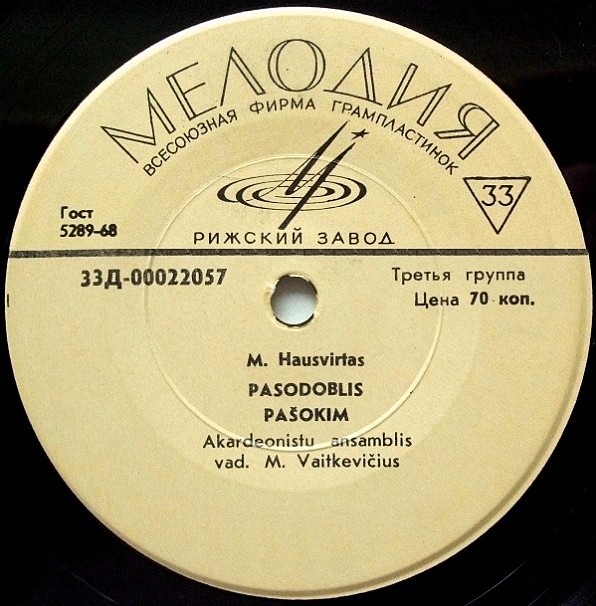 МЕЛОДИЯ
ВСЕСОЮЗНАЯ ФИРМА ГРАМПЛАСТИНОК
33
Гост
5289-68
РИЖСКИЙ ЗАВОД
33Д-00022057
Третья группа
Цена 70 коп.
M. Hausvirtas
PASODOBLIS
PAŠOKIM
Akardeonistu ansamblis
vad. M. Vaitkevičius